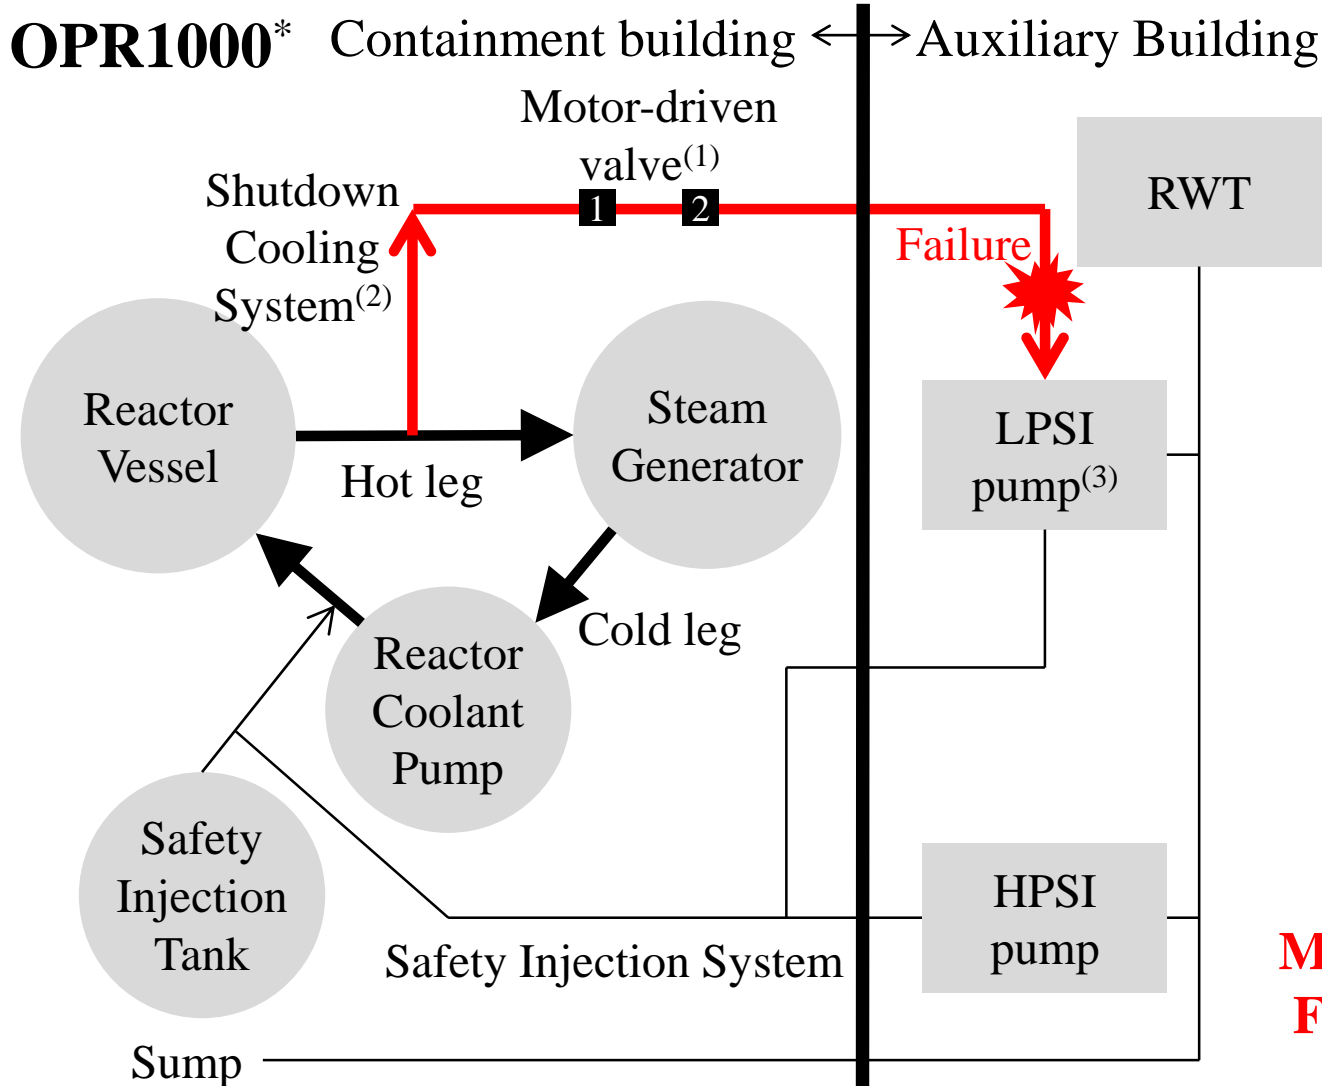 OPR1000*
Containment building
Auxiliary Building
Motor-driven
valve(1)
1
2
RWT
Shutdown
Cooling
System(2)
Failure
Reactor
Vessel
Hot leg
Steam
Generator
LPSI
pump(3)
Cold leg
Reactor
Coolant
Pump
Safety
Injection
Tank
Safety Injection System
HPSI
pump
M
F
Sump